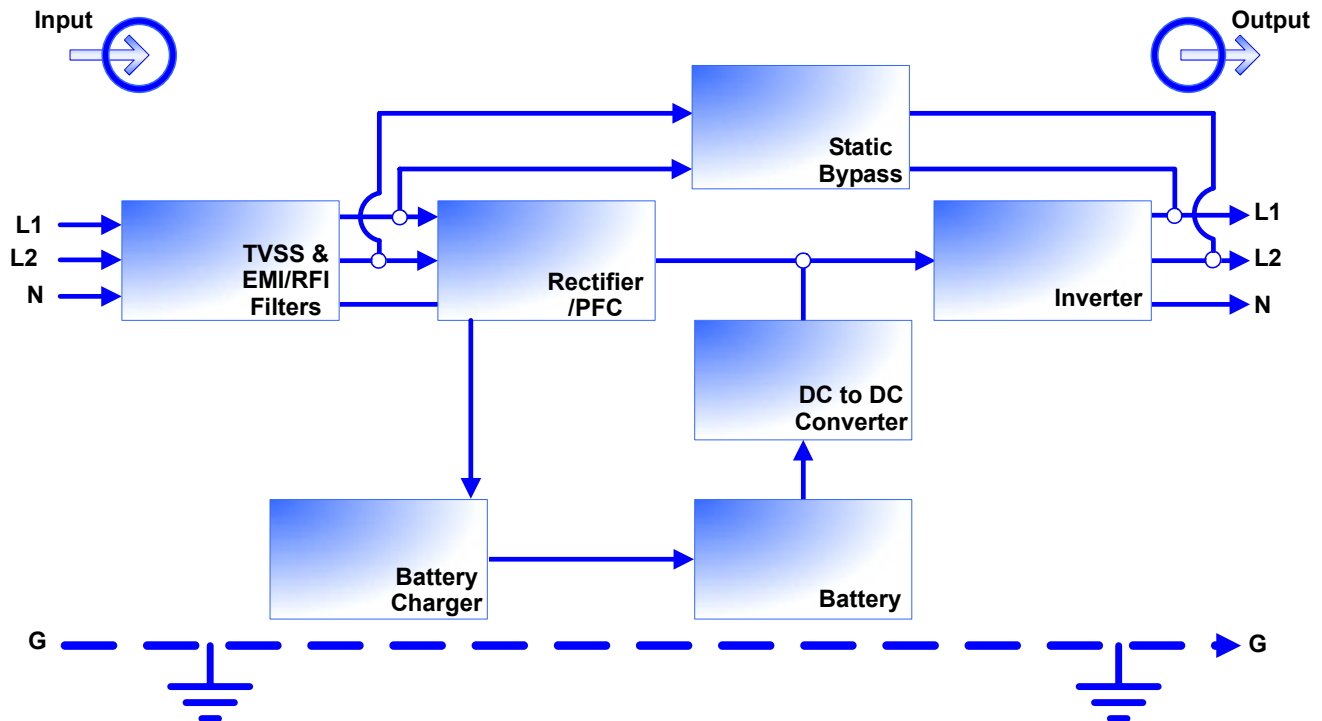 Input
Output
Static
Bypass
L1
L2
N
TVSS &
EMI/RFI
Filters
Rectifier
/PFC
Inverter
L1
L2
N
DC to DC
Converter
Battery
Charger
Battery
G
G